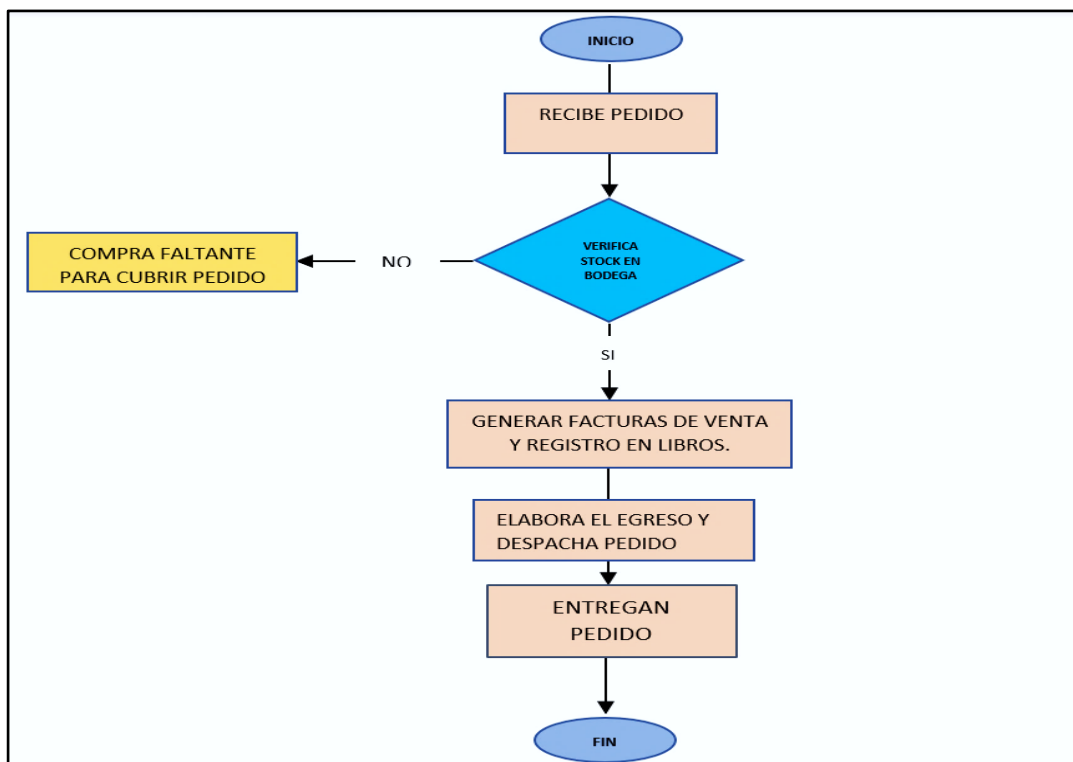 INICIO
RECIBE PEDIDO
VERIFICA
STOCK EN
BODEGA
NO
COMPRA FALTANTE
PARA CUBRIR PEDIDO
SI
GENERAR FACTURAS DE VENTA
Y REGISTRO EN LIBROS.
ELABORA EL EGRESO Y
DESPACHA PEDIDO
ENTREGAN
PEDIDO
FIN